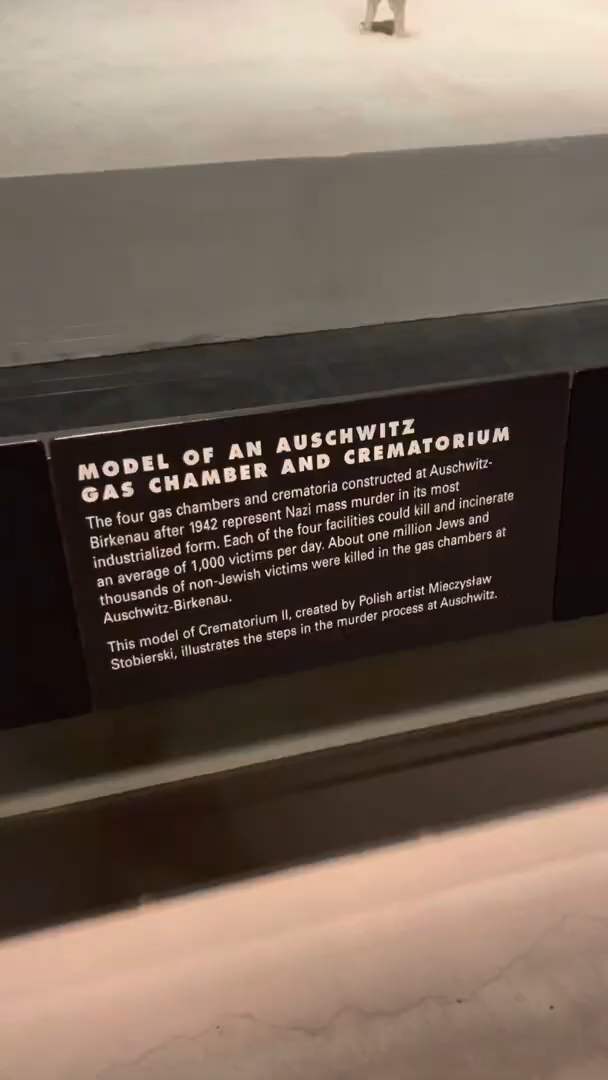 MODEL OF AN AUSCHWITZ
GAS CHAMBER AND CREMATORIUM
The four gas chambers and crematoria constructed at Auschwitz-
Birkenau after 1942 represent Nazi mass murder in its most
industrialized form. Each of the four facilities could kill and incinerate
an average of 1,000 victims per day. About one million Jews and
thousands of non-Jewish victims were killed in the gas chambers at
Auschwitz-Birkenau.
This model of Crematorium II, created by Polish artist Mieczysław
Stobierski, illustrates the steps in the murder process at Auschwitz.